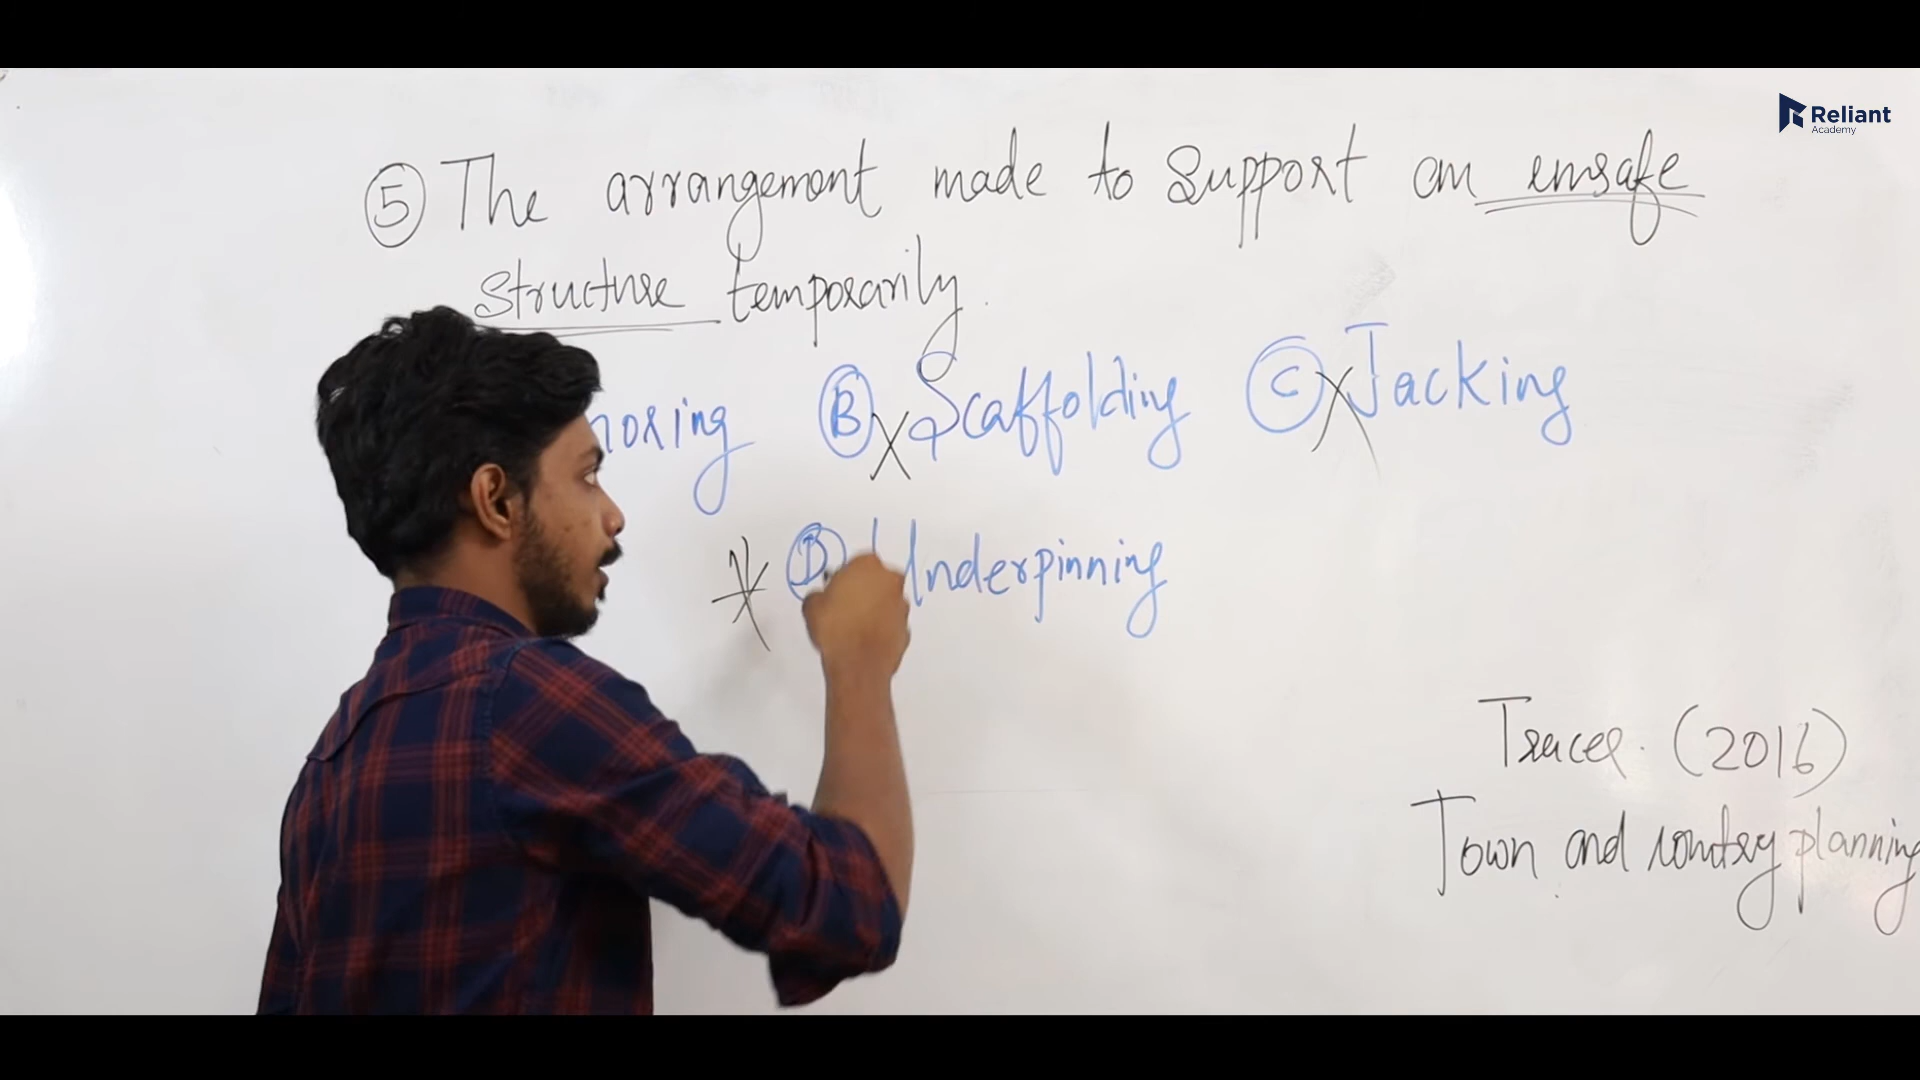 Reliant
Academy
5 The arrangement made to support an unsafe
structure temporarily.
horing B Scaffolding C Jacking
D Underpinning
Tracer. (2016)
Town and country planning